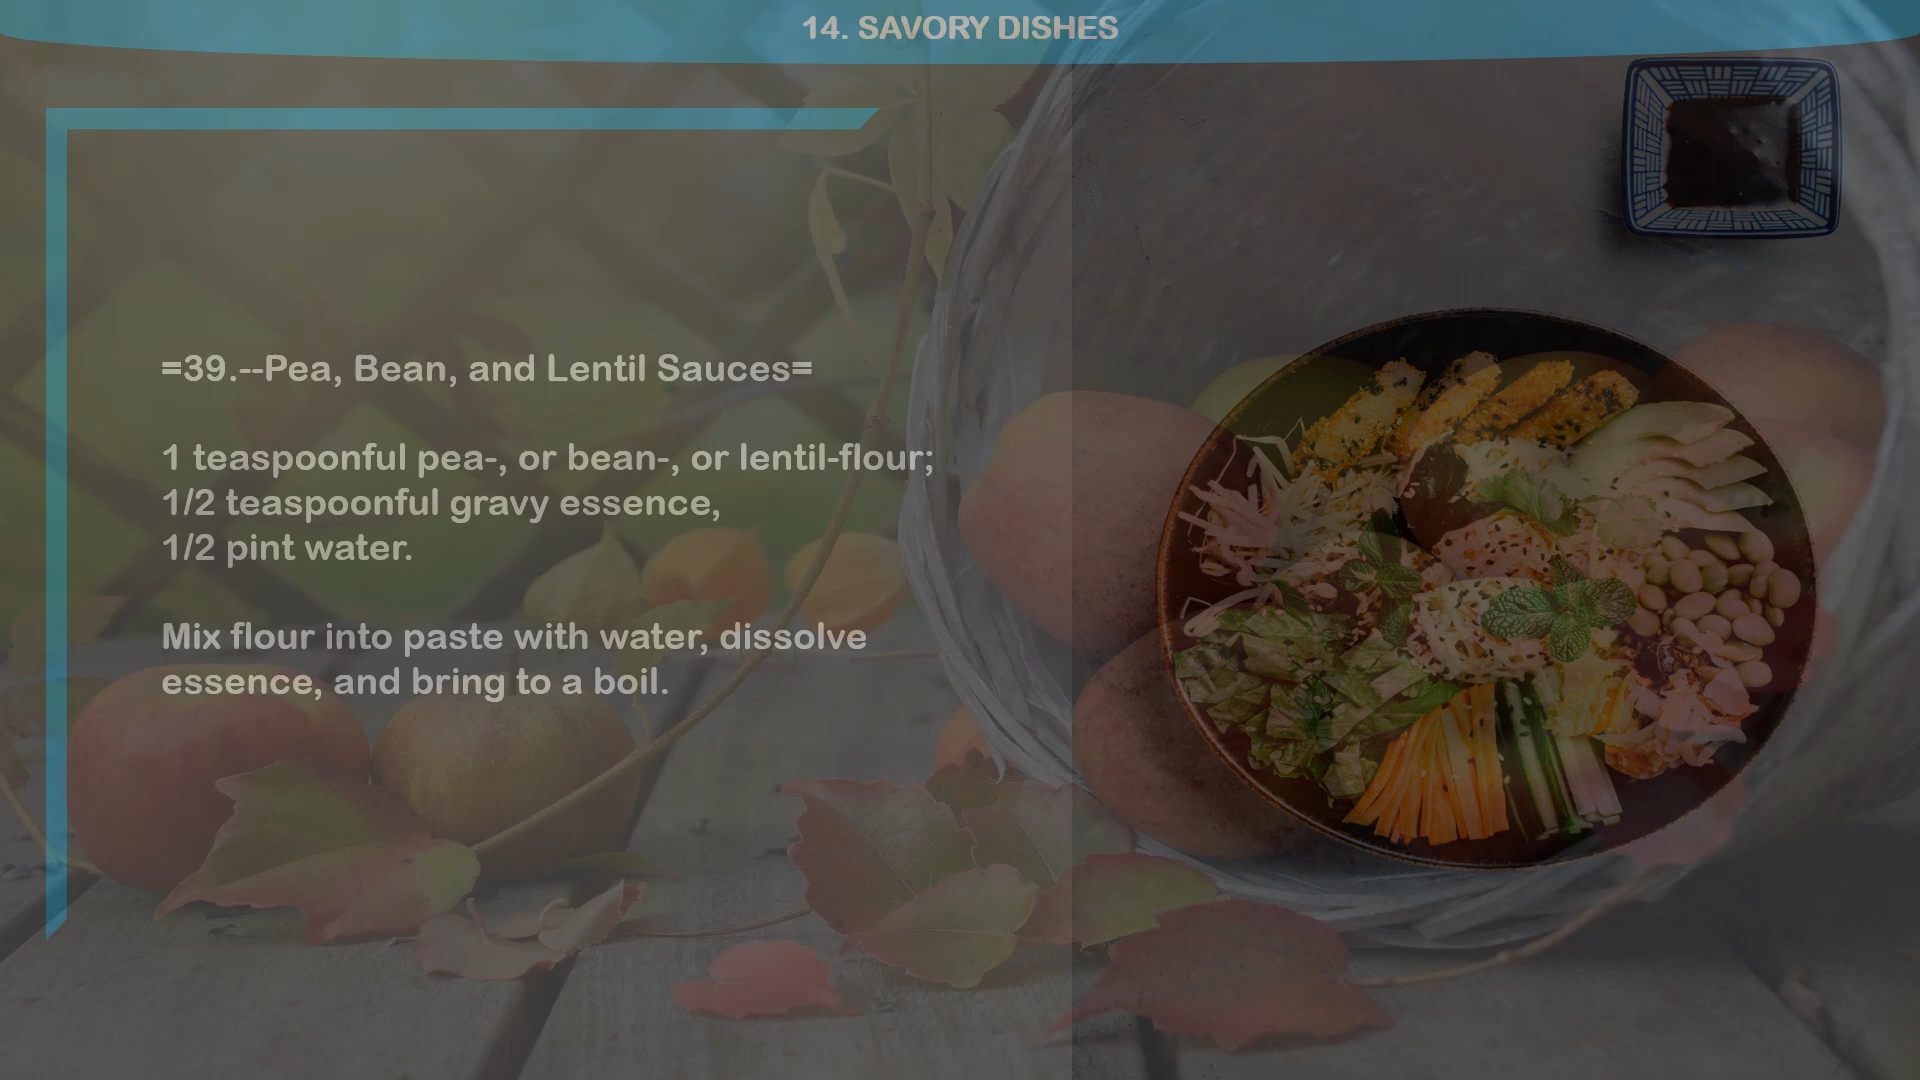 14. SAVORY DISHES
=39.--Pea, Bean, and Lentil Sauces=
1 teaspoonful pea-, or bean-, or lentil-flour;
1/2 teaspoonful gravy essence,
1/2 pint water.
Mix flour into paste with water, dissolve
essence, and bring to a boil.